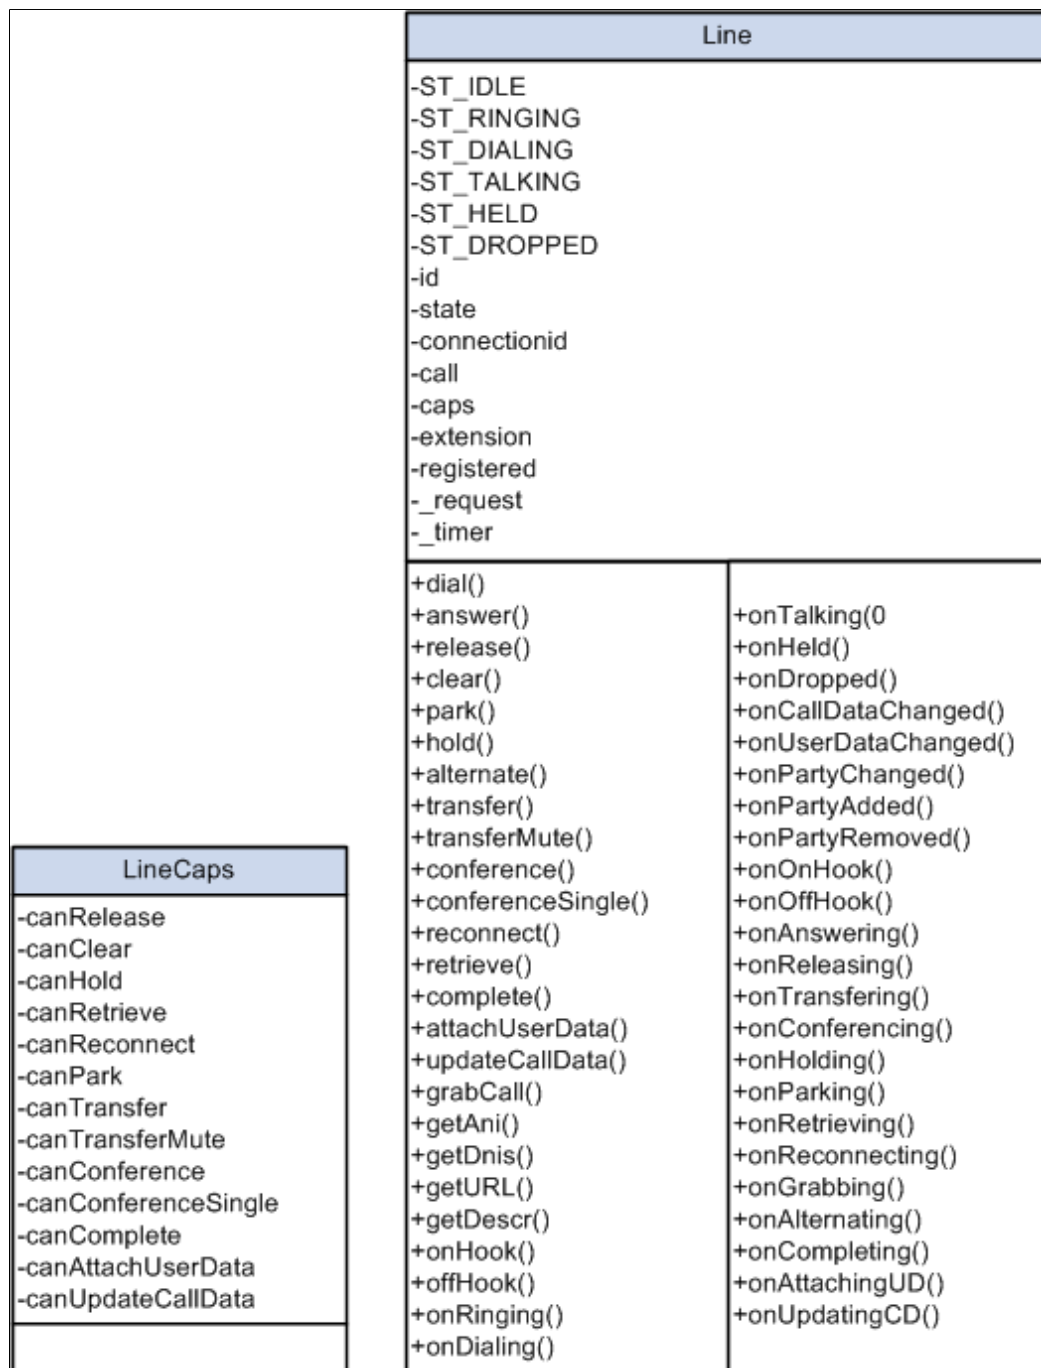 Line
-ST_IDLE
-ST_RINGING
-ST_DIALING
-ST_TALKING
-ST_HELD
-ST_DROPPED
-id
-state
-connectionid
-call
-caps
-extension
-registered
-_request
-_timer
+dial()
+answer()
+release()
+clear()
+park()
+hold()
+alternate()
+transfer()
+transferMute()
+conference()
+conferenceSingle()
+reconnect()
+retrieve()
+complete()
+attachUserData()
+updateCallData()
+grabCall()
+getAni()
+getDnis()
+getURL()
+getDescr()
+onHook()
+offHook()
+onRinging()
+onDialing()
+onTalking(0
+onHeld()
+onDropped()
+onCallDataChanged()
+onUserDataChanged()
+onPartyChanged()
+onPartyAdded()
+onPartyRemoved()
+onOnHook()
+onOffHook()
+onAnswering()
+onReleasing()
+onTransfering()
+onConferencing()
+onHolding()
+onParking()
+onRetrieving()
+onReconnecting()
+onGrabbing()
+onAlternating()
+onCompleting()
+onAttachingUD()
+onUpdatingCD()
LineCaps
-canRelease
-canClear
-canHold
-canRetrieve
-canReconnect
-canPark
-canTransfer
-canTransferMute
-canConference
-canConferenceSingle
-canComplete
-canAttachUserData
-canUpdateCallData